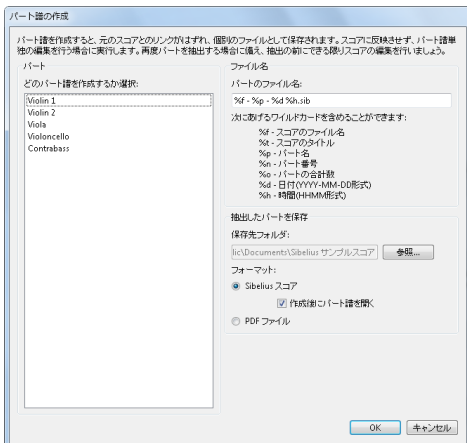 パート譜の作成
パート譜を作成すると、元のスコアとのリンクがはずれ、個別のファイルとして保存されます。スコアに反映させず、パート譜単
独の編集を行う場合に実行します。再度パートを抽出する場合に備え、抽出の前にできる限りスコアの編集を行いましょう。
パート
どのパート譜を作成するか選択:
Violin 1
Violin 2
Viola
Violoncello
Contrabass
ファイル名
パートのファイル名:
%f - %p - %d %h.sib
次にあげるワイルドカードを含めることができます:
%f - スコアのファイル名
%t - スコアのタイトル
%p - パート名
%n - パート番号
%o - パートの合計数
%d - 日付(YYYY-MM-DD形式)
%h - 時間(HHMM形式)
抽出したパートを保存
保存先フォルダ:
lic\Documents\Sibelius サンプルスコア
参照...
フォーマット:
Sibelius スコア
作成後にパート譜を開く
PDF ファイル
OK
キャンセル